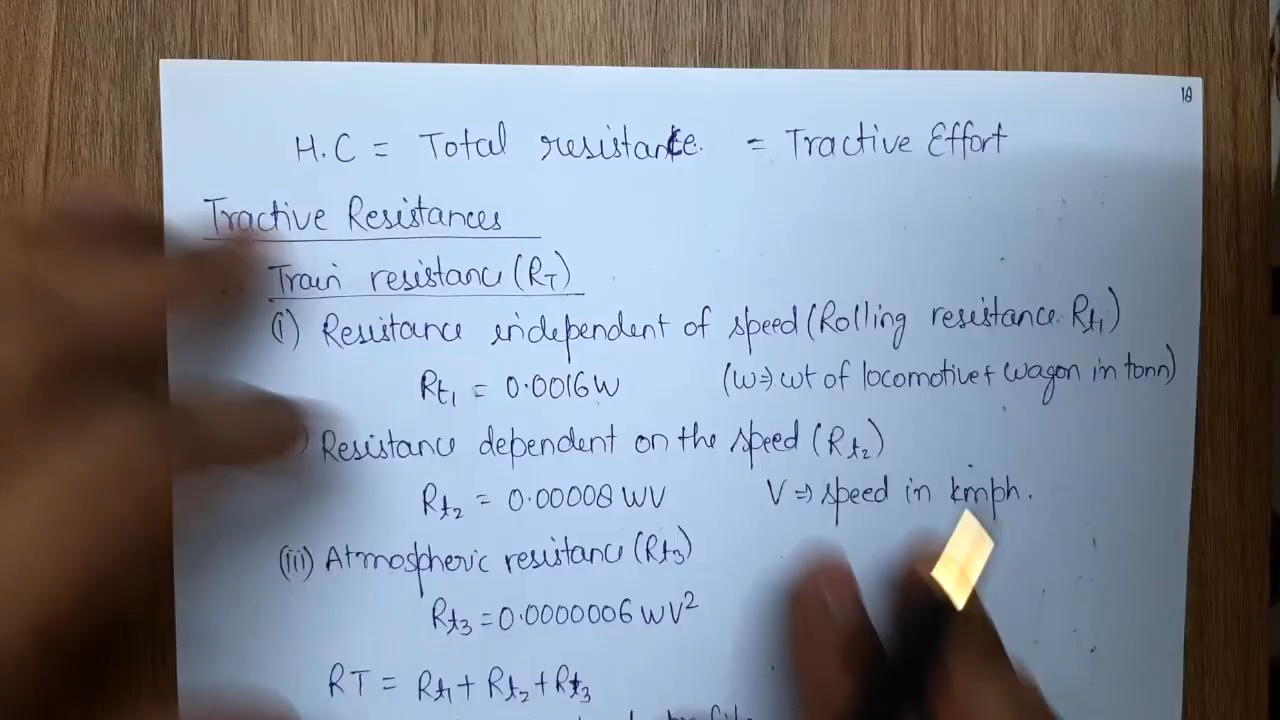 18
H.C = Total resistance. = Tractive Effort
Tractive Resistances
Train resistance (RT)
(i) Resistance independent of speed (Rolling resistance Rt1)
Rt1 = 0.0016W (W⇒ wt of locomotive + wagon in tonn)
) Resistance dependent on the speed (Rt2)
Rt2 = 0.00008 WV V ⇒ speed in kmph.
(iii) Atmospheric resistance (Rt3)
Rt3 = 0.0000006 WV²
RT = Rt1 + Rt2 + Rt3